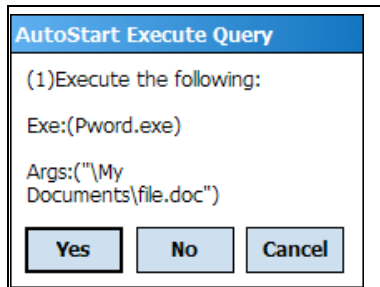 AutoStart Execute Query
(1)Execute the following:
Exe:(Pword.exe)
Args:("\My
Documents\file.doc")
Yes No Cancel